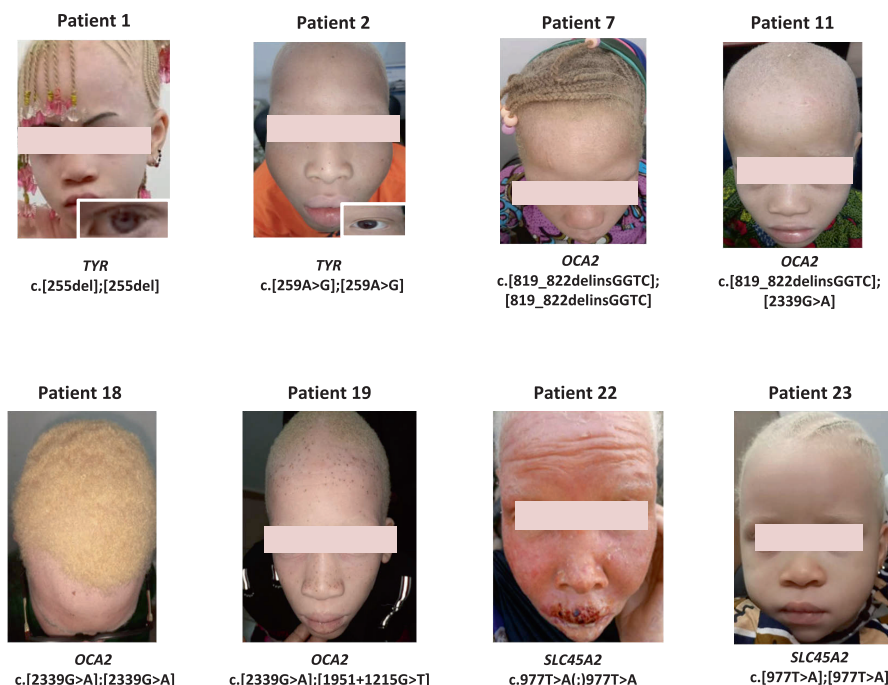 Patient 1
Patient 2
Patient 7
Patient 11
TYR
c.[255del];[255del]
TYR
c.[259A>G];[259A>G]
OCA2
c.[819_822delinsGGTC];
[819_822delinsGGTC]
OCA2
c.[819_822delinsGGTC];
[2339G>A]
Patient 18
Patient 19
Patient 22
Patient 23
OCA2
c.[2339G>A];[2339G>A]
OCA2
c.[2339G>A];[1951+1215G>T]
SLC45A2
c.977T>A(;)977T>A
SLC45A2
c.[977T>A];[977T>A]